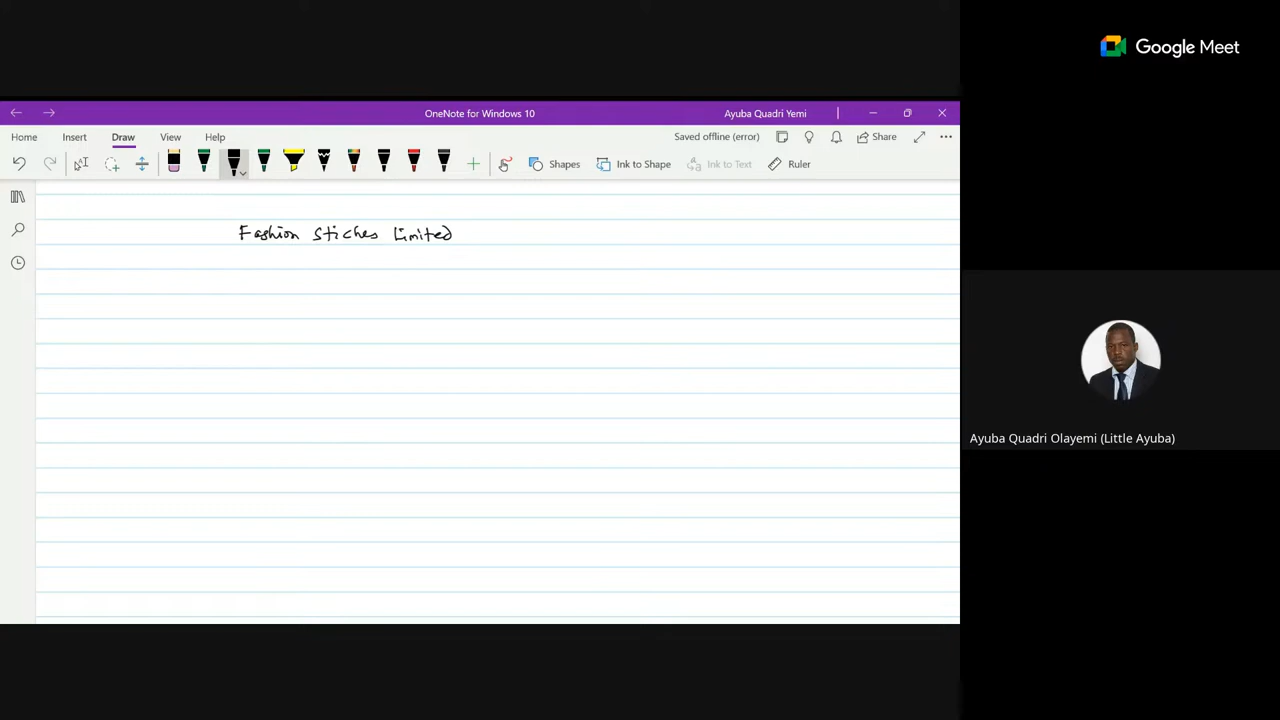 Google Meet
OneNote for Windows 10
Ayuba Quadri Yemi
Home Insert Draw View Help
Saved offline (error)
Share
Shapes
Ink to Shape
Ink to Text
Ruler
Fashion Stiches Limited
Ayuba Quadri Olayemi (Little Ayuba)